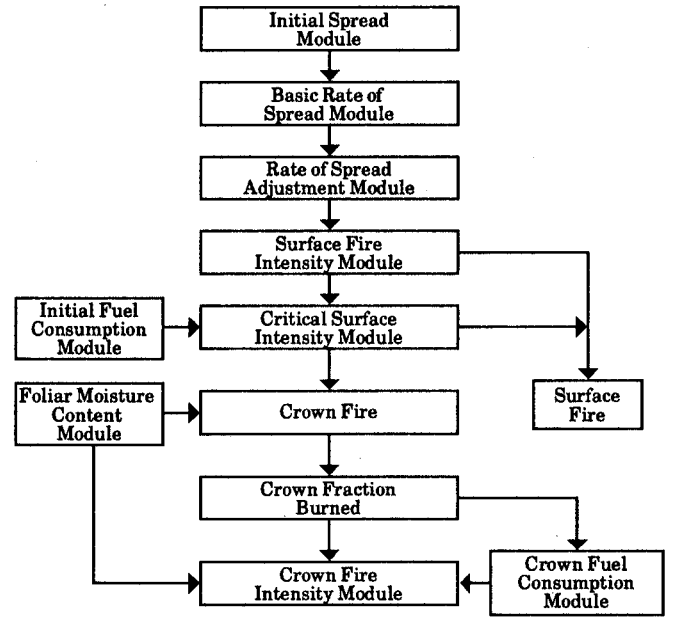 Initial Spread
Module
Basic Rate of
Spread Module
Rate of Spread
Adjustment Module
Surface Fire
Intensity Module
Initial Fuel
Consumption
Module
Critical Surface
Intensity Module
Foliar Moisture
Content
Module
Crown Fire
Surface
Fire
Crown Fraction
Burned
Crown Fire
Intensity Module
Crown Fuel
Consumption
Module